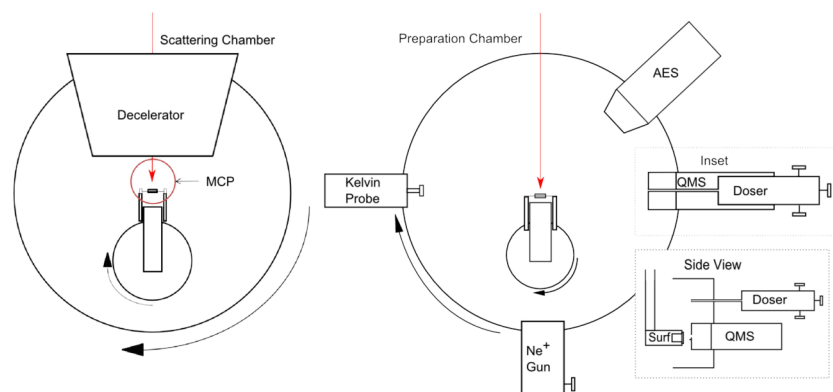 Scattering Chamber
Decelerator
MCP
Preparation Chamber
AES
Kelvin
Probe
Ne+
Gun
Inset
QMS
Doser
Side View
Doser
Surf
QMS